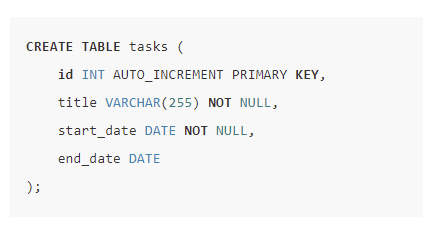 CREATE TABLE tasks (
    id INT AUTO_INCREMENT PRIMARY KEY,
    title VARCHAR(255) NOT NULL,
    start_date DATE NOT NULL,
    end_date DATE
);